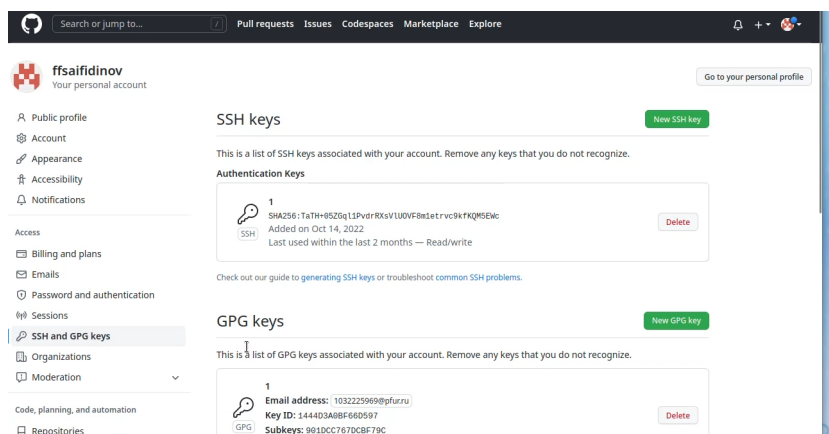 Search or jump to... /
Pull requests Issues Codespaces Marketplace Explore
ffsaifidinov
Your personal account
Go to your personal profile
Public profile
Account
Appearance
Accessibility
Notifications
Access
Billing and plans
Emails
Password and authentication
Sessions
SSH and GPG keys
Organizations
Moderation
Code, planning, and automation
Repositories
SSH keys
New SSH key
This is a list of SSH keys associated with your account. Remove any keys that you do not recognize.
Authentication Keys
1
SHA256:TaTH+05ZGql1PvdrRXsVlUOVF8m1etrvc9kfKQM5EWc
SSH
Added on Oct 14, 2022
Last used within the last 2 months — Read/write
Delete
Check out our guide to generating SSH keys or troubleshoot common SSH problems.
GPG keys
New GPG key
This is a list of GPG keys associated with your account. Remove any keys that you do not recognize.
1
Email address: 1032225969@pfur.ru
Key ID: 1444D3A0BF66D597
GPG
Subkeys: 901DCC767DCBF79C
Delete